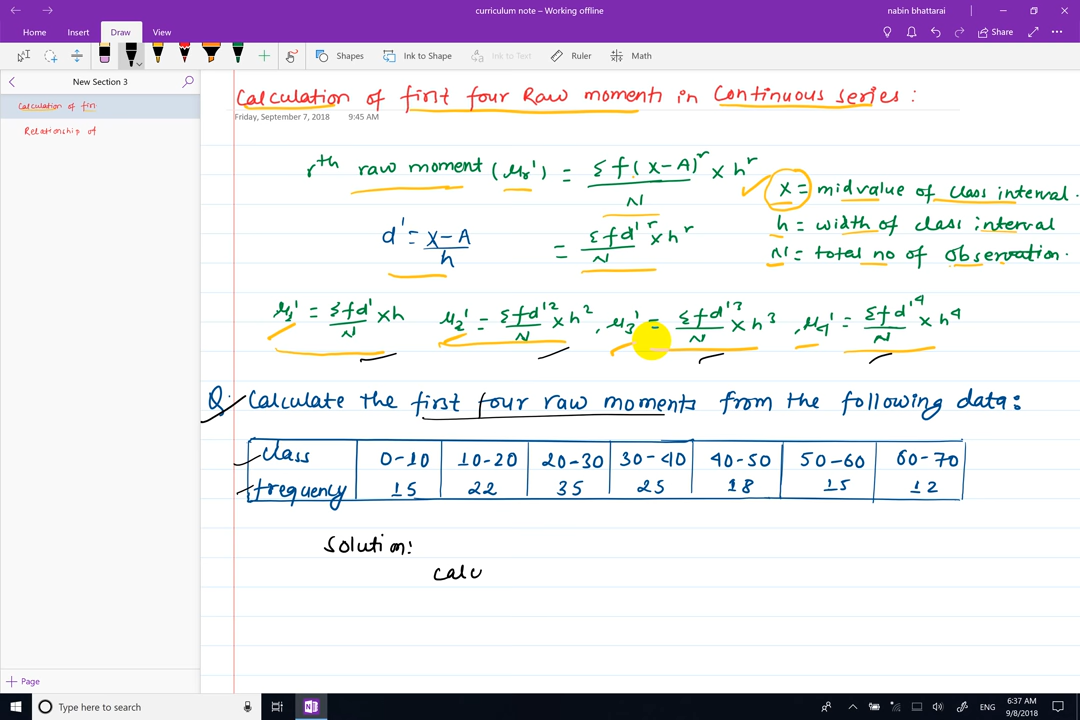 curriculum note – Working offline
nabin bhattarai
Home Insert Draw View
Share
Shapes Ink to Shape Ink to Text Ruler Math
New Section 3
Calculation of fin
Relationship of
Page
Calculation of first four Raw moments in Continuous series:
Friday, September 7, 2018 9:45 AM
rth raw moment (μr') = Σf(x-A)^r / N × h^r
x = midvalue of class interval.
d' = x-A / h
= Σfd'^r / N × h^r
h = width of class interval
N = total no of observation.
μ1' = Σfd' / N × h μ2' = Σfd'^2 / N × h^2, μ3' = Σfd'^3 / N × h^3, μ4' = Σfd'^4 / N × h^4
Q. Calculate the first four raw moments from the following data:
class 0-10 10-20 20-30 30-40 40-50 50-60 60-70
frequency 15 22 35 25 18 15 12
Solution:
calc
Type here to search
ENG
6:37 AM
9/8/2018